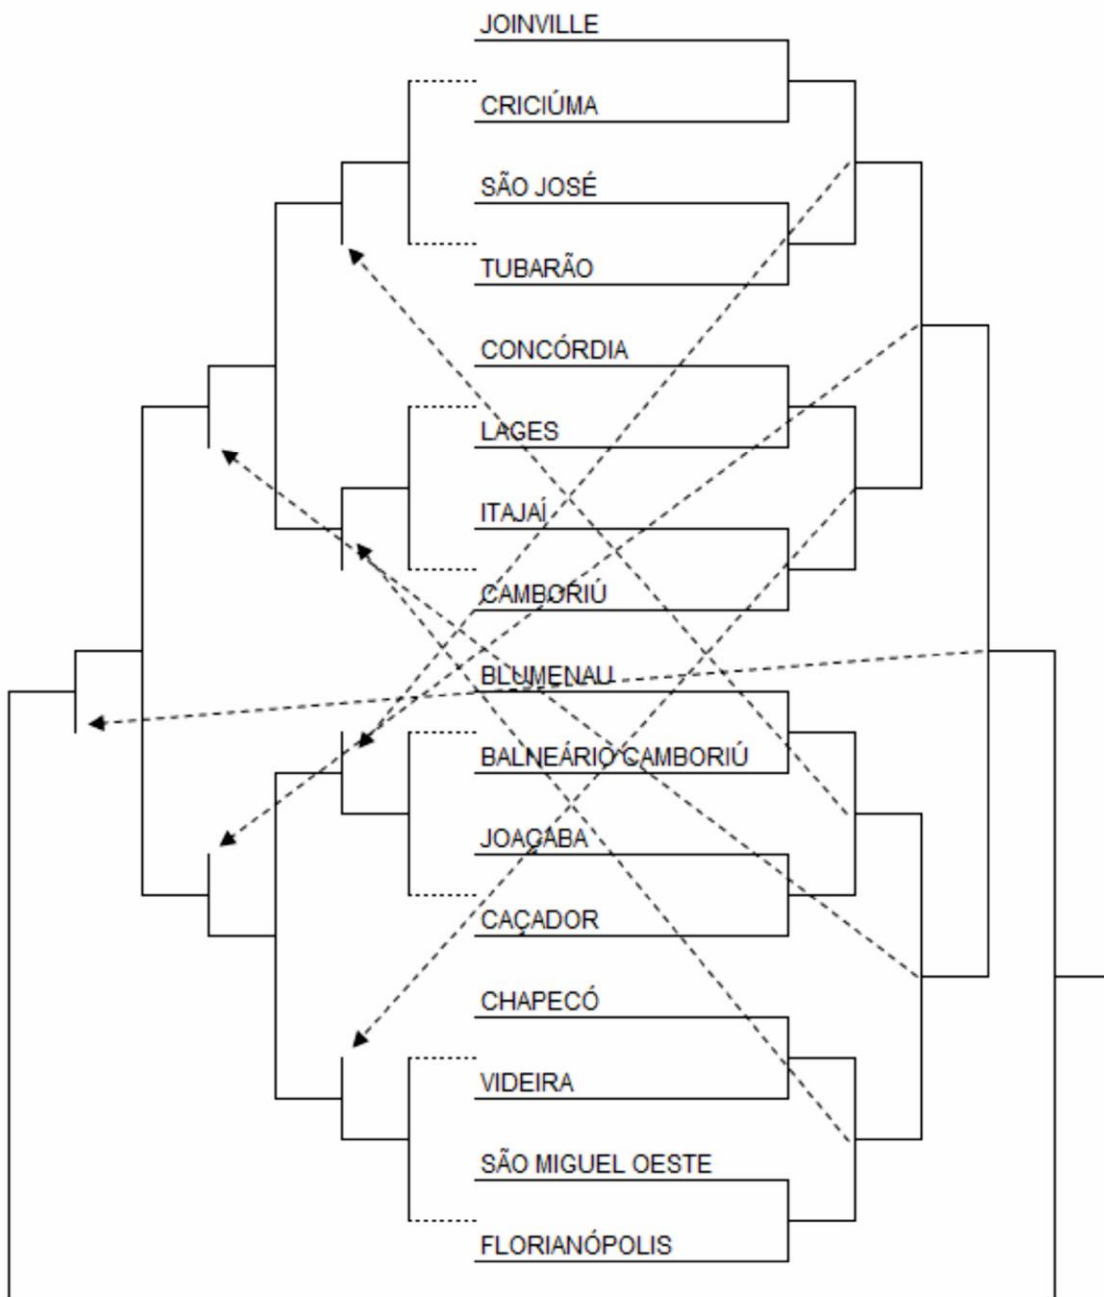 JOINVILLE
CRICIÚMA
SÃO JOSÉ
TUBARÃO
CONCÓRDIA
LAGES
ITAJAÍ
CAMBORIÚ
BLUMENAU
BALNEÁRIO CAMBORIÚ
JOAÇABA
CAÇADOR
CHAPECÓ
VIDEIRA
SÃO MIGUEL OESTE
FLORIANÓPOLIS